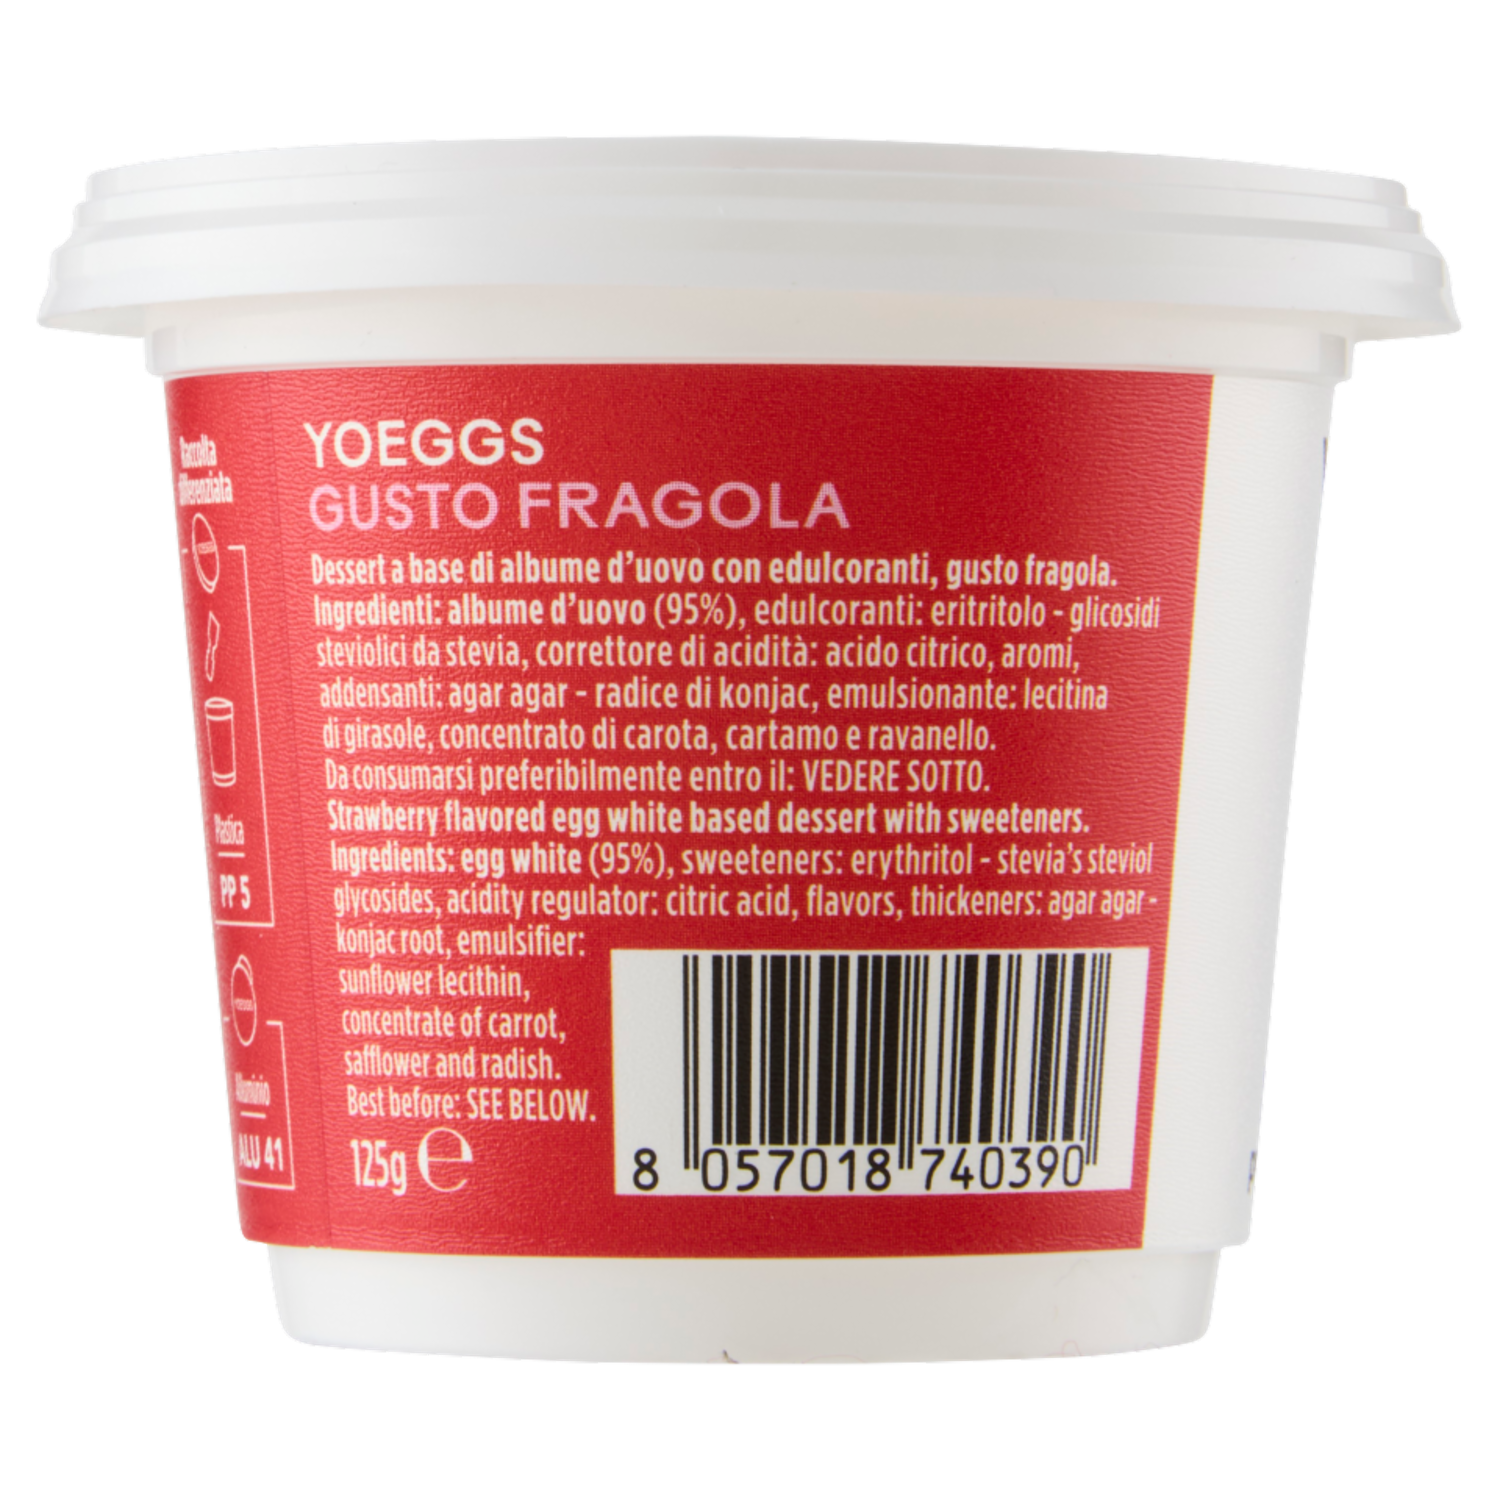 YOEGGS
GUSTO FRAGOLA
Dessert a base di albume d'uovo con edulcoranti, gusto fragola.
Ingredienti: albume d'uovo (95%), edulcoranti: eritritolo - glicosidi
steviolici da stevia, correttore di acidità: acido citrico, aromi,
addensanti: agar agar - radice di konjac, emulsionante: lecitina
di girasole, concentrato di carota, cartamo e ravanello.
Da consumarsi preferibilmente entro il: VEDERE SOTTO.
Strawberry flavored egg white based dessert with sweeteners.
Ingredients: egg white (95%), sweeteners: erythritol - stevia's steviol
glycosides, acidity regulator: citric acid, flavors, thickeners: agar agar -
konjac root, emulsifier:
sunflower lecithin,
concentrate of carrot,
safflower and radish.
Best before: SEE BELOW.
125g ℮
8 057018 740390
Raccolta
differenziata
Plastica
PP 5
Alluminio
ALU 41